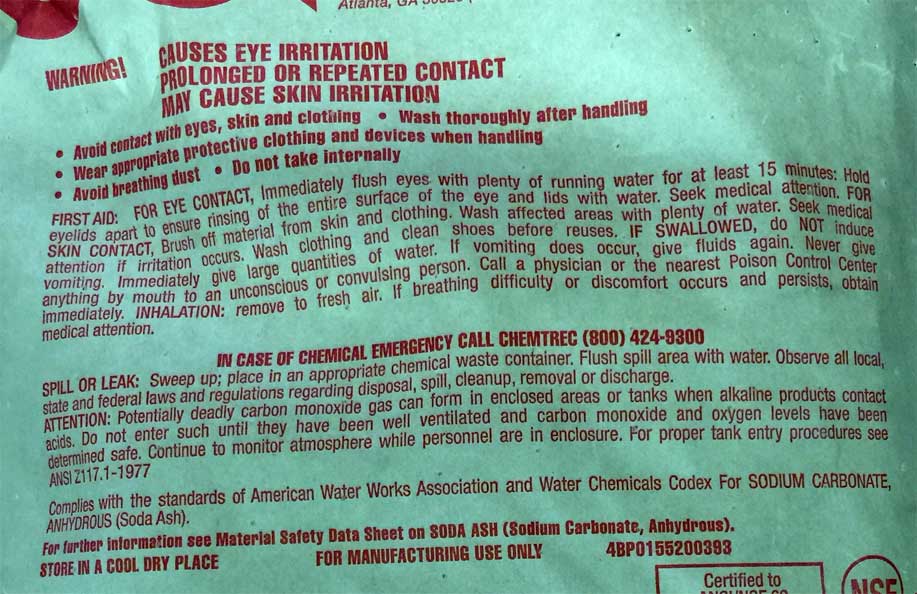 Atlanta, GA
WARNING!
CAUSES EYE IRRITATION
PROLONGED OR REPEATED CONTACT
MAY CAUSE SKIN IRRITATION
• Avoid contact with eyes, skin and clothing • Wash thoroughly after handling
• Wear appropriate protective clothing and devices when handling
• Avoid breathing dust • Do not take internally
FIRST AID: FOR EYE CONTACT, Immediately flush eyes with plenty of running water for at least 15 minutes: Hold
eyelids apart to ensure rinsing of the entire surface of the eye and lids with water. Seek medical attention. FOR
SKIN CONTACT, Brush off material from skin and clothing. Wash affected areas with plenty of water. Seek medical
attention if irritation occurs. Wash clothing and clean shoes before reuses. IF SWALLOWED, do NOT induce
vomiting. Immediately give large quantities of water. If vomiting does occur, give fluids again. Never give
anything by mouth to an unconscious or convulsing person. Call a physician or the nearest Poison Control Center
immediately. INHALATION: remove to fresh air. If breathing difficulty or discomfort occurs and persists, obtain
medical attention.
IN CASE OF CHEMICAL EMERGENCY CALL CHEMTREC (800) 424-9300
SPILL OR LEAK: Sweep up; place in an appropriate chemical waste container. Flush spill area with water. Observe all local,
state and federal laws and regulations regarding disposal, spill, cleanup, removal or discharge.
ATTENTION: Potentially deadly carbon monoxide gas can form in enclosed areas or tanks when alkaline products contact
acids. Do not enter such until they have been well ventilated and carbon monoxide and oxygen levels have been
determined safe. Continue to monitor atmosphere while personnel are in enclosure. For proper tank entry procedures see
ANSI Z117.1-1977
Complies with the standards of American Water Works Association and Water Chemicals Codex For SODIUM CARBONATE,
ANHYDROUS (Soda Ash).
For further information see Material Safety Data Sheet on SODA ASH (Sodium Carbonate, Anhydrous).
STORE IN A COOL DRY PLACE FOR MANUFACTURING USE ONLY 4BP0155200393
Certified to
NSF